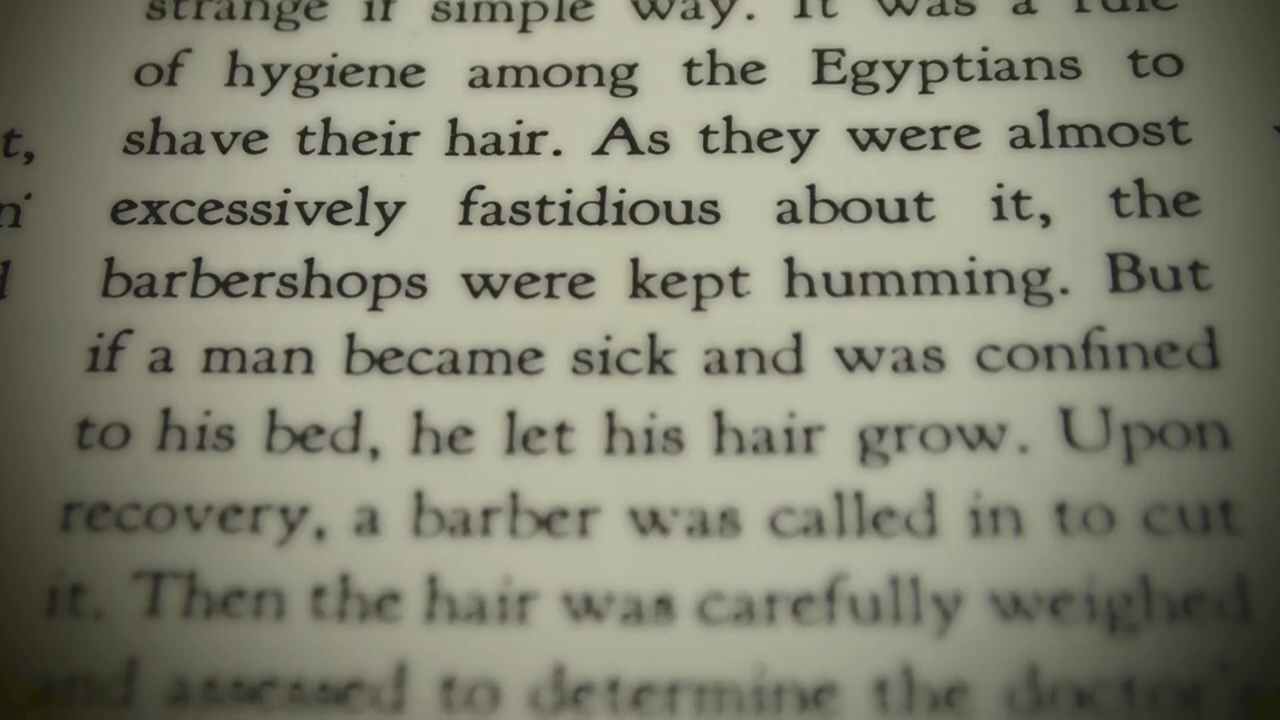 strange if simple way. It was a rule
of hygiene among the Egyptians to
shave their hair. As they were almost
excessively fastidious about it, the
barbershops were kept humming. But
if a man became sick and was confined
to his bed, he let his hair grow. Upon
recovery, a barber was called in to cut
it. Then the hair was carefully weighed
and assessed to determine the doctor's